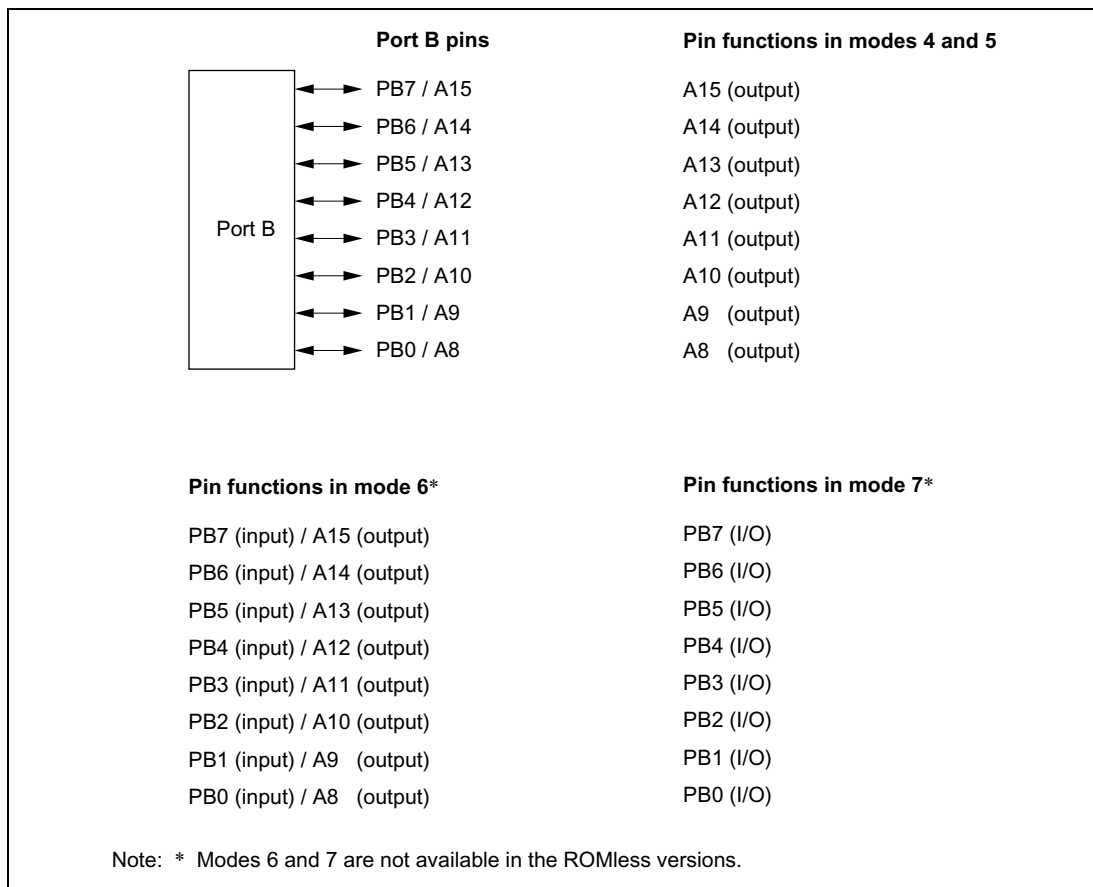 Port B pins
Pin functions in modes 4 and 5
Port B
PB7 / A15
A15 (output)
PB6 / A14
A14 (output)
PB5 / A13
A13 (output)
PB4 / A12
A12 (output)
PB3 / A11
A11 (output)
PB2 / A10
A10 (output)
PB1 / A9
A9 (output)
PB0 / A8
A8 (output)
Pin functions in mode 6*
PB7 (input) / A15 (output)
PB6 (input) / A14 (output)
PB5 (input) / A13 (output)
PB4 (input) / A12 (output)
PB3 (input) / A11 (output)
PB2 (input) / A10 (output)
PB1 (input) / A9 (output)
PB0 (input) / A8 (output)
Pin functions in mode 7*
PB7 (I/O)
PB6 (I/O)
PB5 (I/O)
PB4 (I/O)
PB3 (I/O)
PB2 (I/O)
PB1 (I/O)
PB0 (I/O)
Note: * Modes 6 and 7 are not available in the ROMless versions.